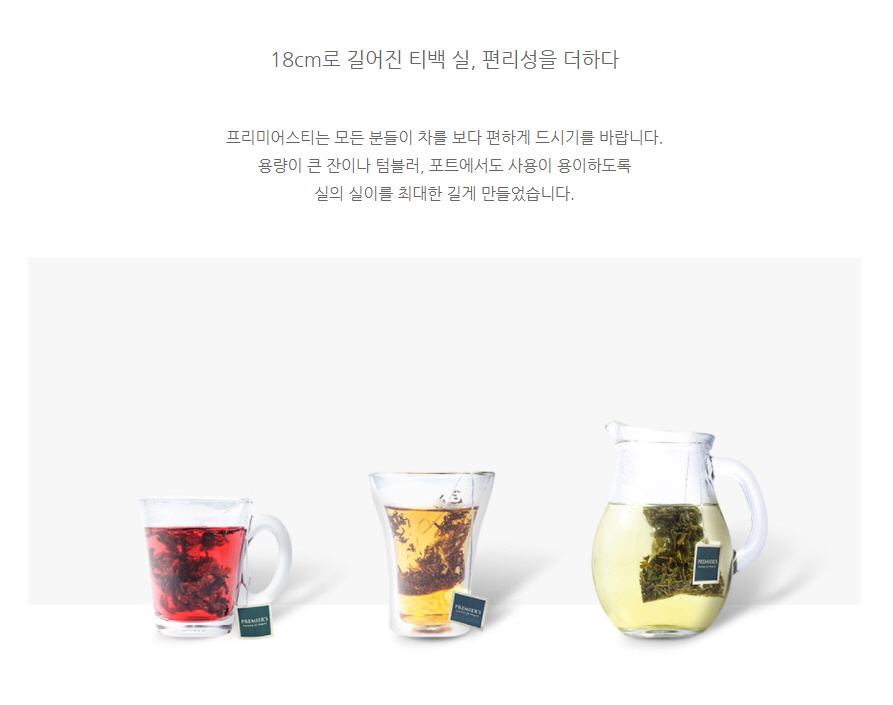 18cm로 길어진 티백 실, 편리성을 더하다
프리미어스티는 모든 분들이 차를 보다 편하게 드시기를 바랍니다.
용량이 큰 잔이나 텀블러, 포트에서도 사용이 용이하도록
실의 실이를 최대한 길게 만들었습니다.
PREMIER'S
PREMIER'S
PREMIER'S